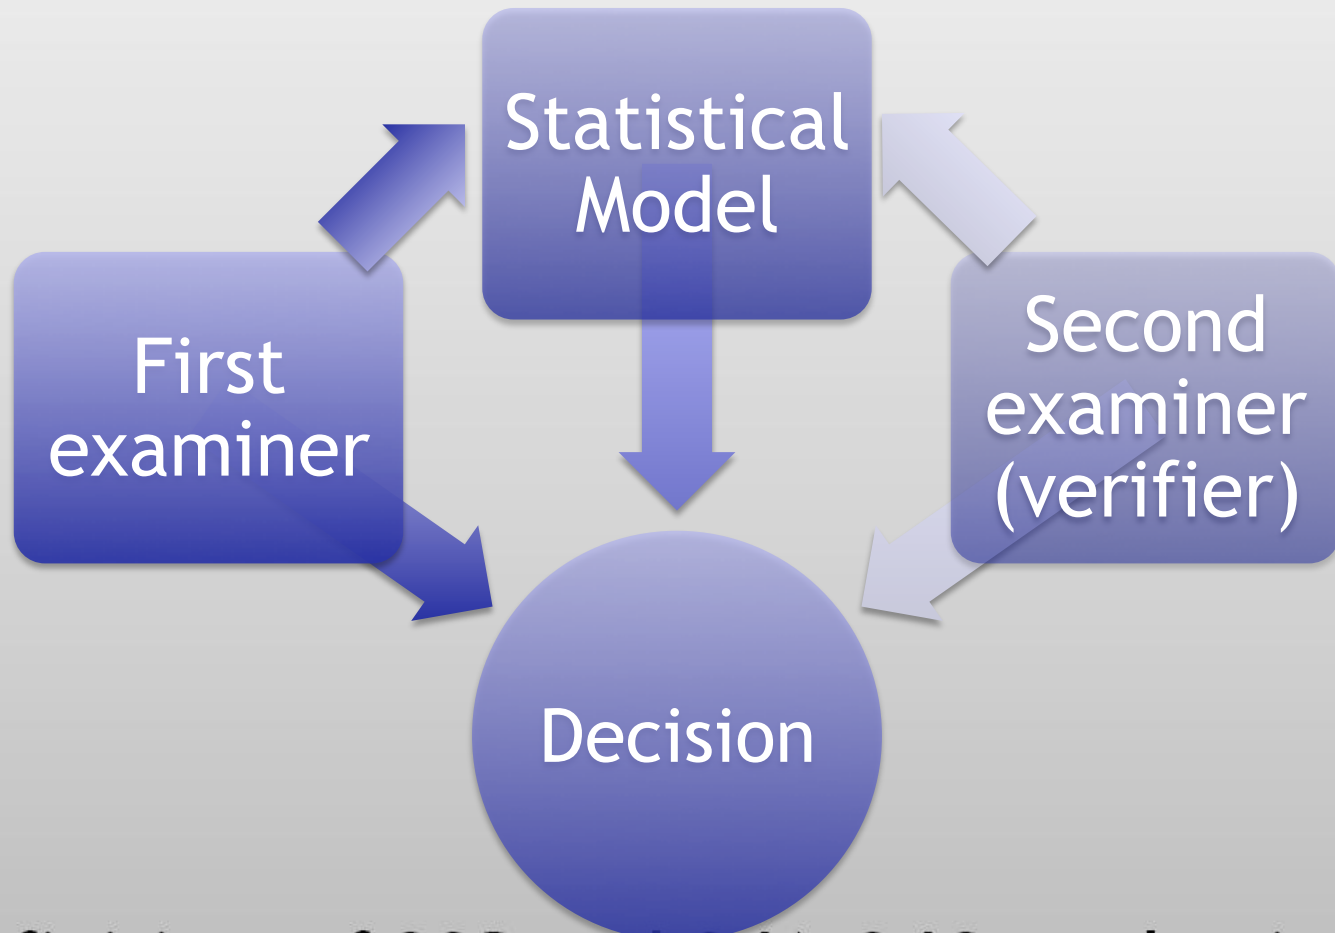 Statistical
Model
First
examiner
Second
examiner
(verifier)
Decision